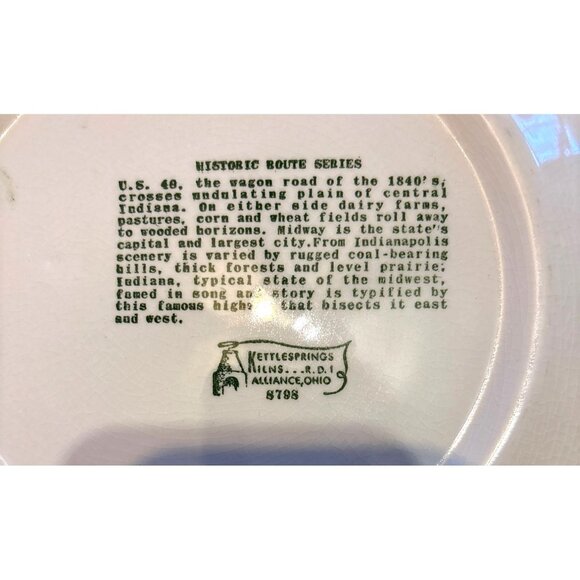 HISTORIC ROUTE SERIES
U.S. 40, the wagon road of the 1840's,
crosses undulating plain of central
Indiana. On either side dairy farms,
pastures, corn and wheat fields roll away
to wooded horizons. Midway is the state"s
capital and largest city.From Indianapolis
scenery is varied by rugged coal-bearing
hills, thick forests and level prairie.
Indiana, typical state of the midwest,
famed in song and story is typified by
this famous that bisects it east
and west.
KETTLESPRINGS
KILNS...R.D.1
ALLIANCE,OHIO
8798